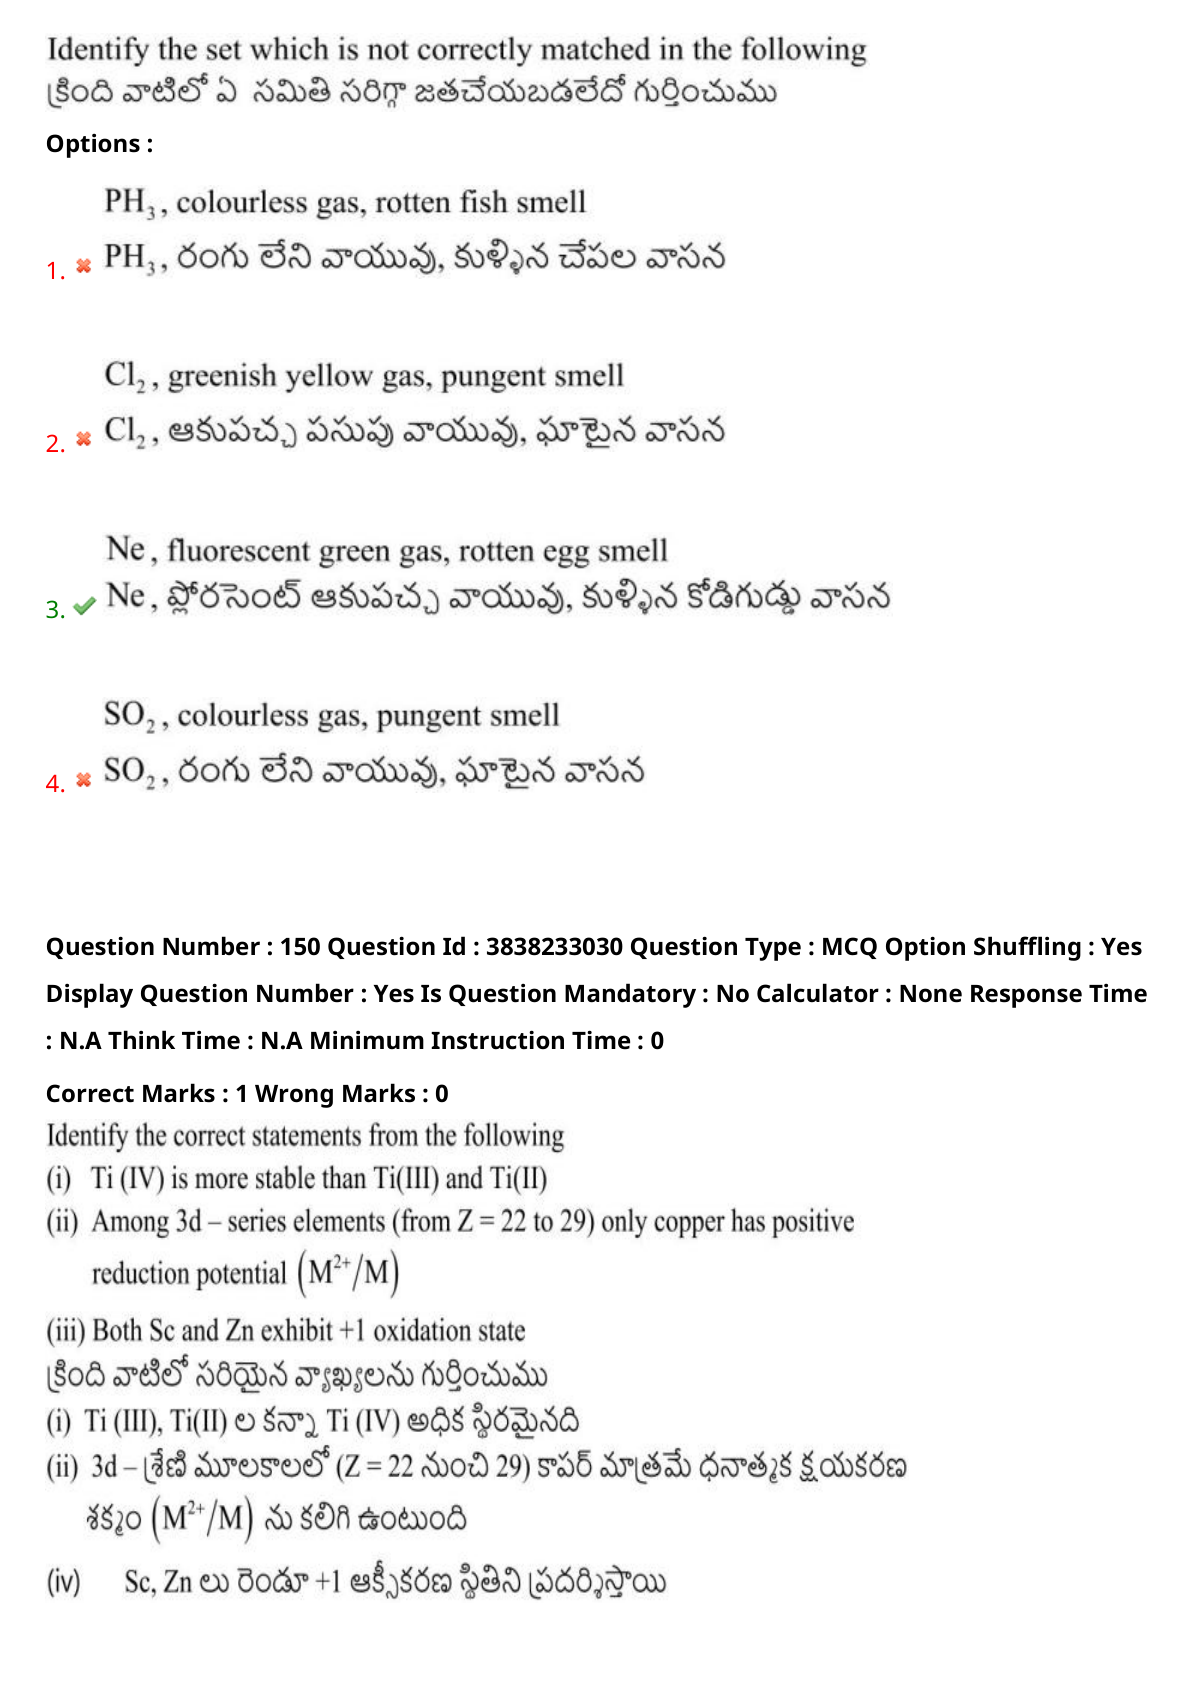 Identify the set which is not correctly matched in the following
క్రింది వాటిలో ఏ సమితి సరిగ్గా జతచేయబడలేదో గుర్తించుము
Options :
PH₃, colourless gas, rotten fish smell
1. PH₃, రంగు లేని వాయువు, కుళ్ళిన చేపల వాసన
Cl₂, greenish yellow gas, pungent smell
2. Cl₂, ఆకుపచ్చ పసుపు వాయువు, ఘాటైన వాసన
Ne, fluorescent green gas, rotten egg smell
3. Ne, ఫ్లోరసెంట్ ఆకుపచ్చ వాయువు, కుళ్ళిన కోడిగుడ్డు వాసన
SO₂, colourless gas, pungent smell
4. SO₂, రంగు లేని వాయువు, ఘాటైన వాసన
Question Number : 150 Question Id : 3838233030 Question Type : MCQ Option Shuffling : Yes
Display Question Number : Yes Is Question Mandatory : No Calculator : None Response Time
: N.A Think Time : N.A Minimum Instruction Time : 0
Correct Marks : 1 Wrong Marks : 0
Identify the correct statements from the following
(i) Ti (IV) is more stable than Ti(III) and Ti(II)
(ii) Among 3d – series elements (from Z = 22 to 29) only copper has positive
reduction potential (M²⁺/M)
(iii) Both Sc and Zn exhibit +1 oxidation state
క్రింది వాటిలో సరియైన వ్యాఖ్యలను గుర్తించుము
(i) Ti (III), Ti(II) ల కన్నా Ti (IV) అధిక స్థిరమైనది
(ii) 3d – శ్రేణి మూలకాలలో (Z = 22 నుంచి 29) కాపర్ మాత్రమే ధనాత్మక క్షయకరణ
శక్మం (M²⁺/M) ను కలిగి ఉంటుంది
(iv) Sc, Zn లు రెండూ +1 ఆక్సీకరణ స్థితిని ప్రదర్శిస్తాయి